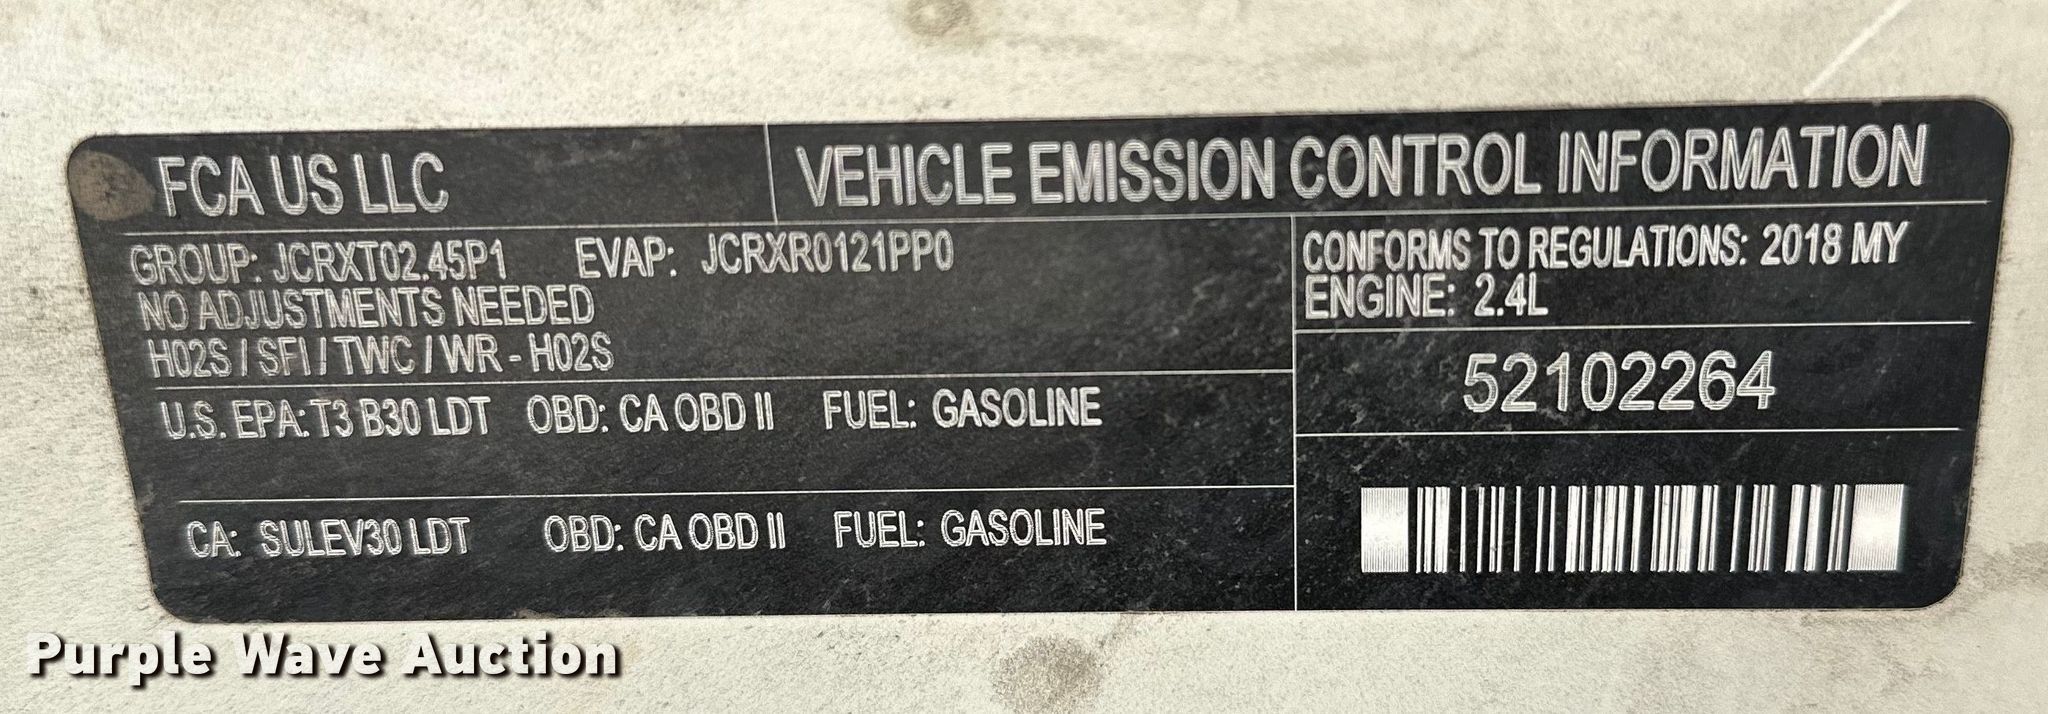 FCA US LLC
VEHICLE EMISSION CONTROL INFORMATION
GROUP: JCRXT02.45P1 EVAP: JCRXR0121PP0
NO ADJUSTMENTS NEEDED
H02S / SFI / TWC / WR - H02S
CONFORMS TO REGULATIONS: 2018 MY
ENGINE: 2.4L
52102264
U.S. EPA: T3 B30 LDT OBD: CA OBD II FUEL: GASOLINE
CA: SULEV30 LDT OBD: CA OBD II FUEL: GASOLINE
Purple Wave Auction